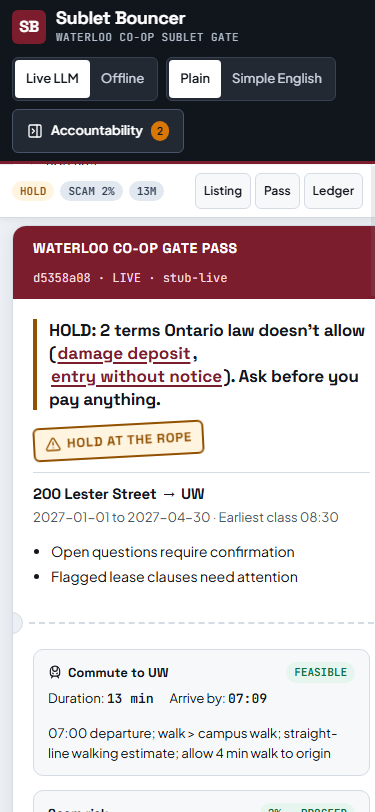 SB
Sublet Bouncer
WATERLOO CO-OP SUBLET GATE
Live LLM Offline Plain Simple English
Accountability 2
HOLD SCAM 2% 13M Listing Pass Ledger
WATERLOO CO-OP GATE PASS
d5358a08 · LIVE · stub-live
HOLD: 2 terms Ontario law doesn't allow
(damage deposit,
entry without notice). Ask before you
pay anything.
HOLD AT THE ROPE
200 Lester Street → UW
2027-01-01 to 2027-04-30 · Earliest class 08:30
• Open questions require confirmation
• Flagged lease clauses need attention
Commute to UW FEASIBLE
Duration: 13 min Arrive by: 07:09
07:00 departure; walk > campus walk; straight-
line walking estimate; allow 4 min walk to origin